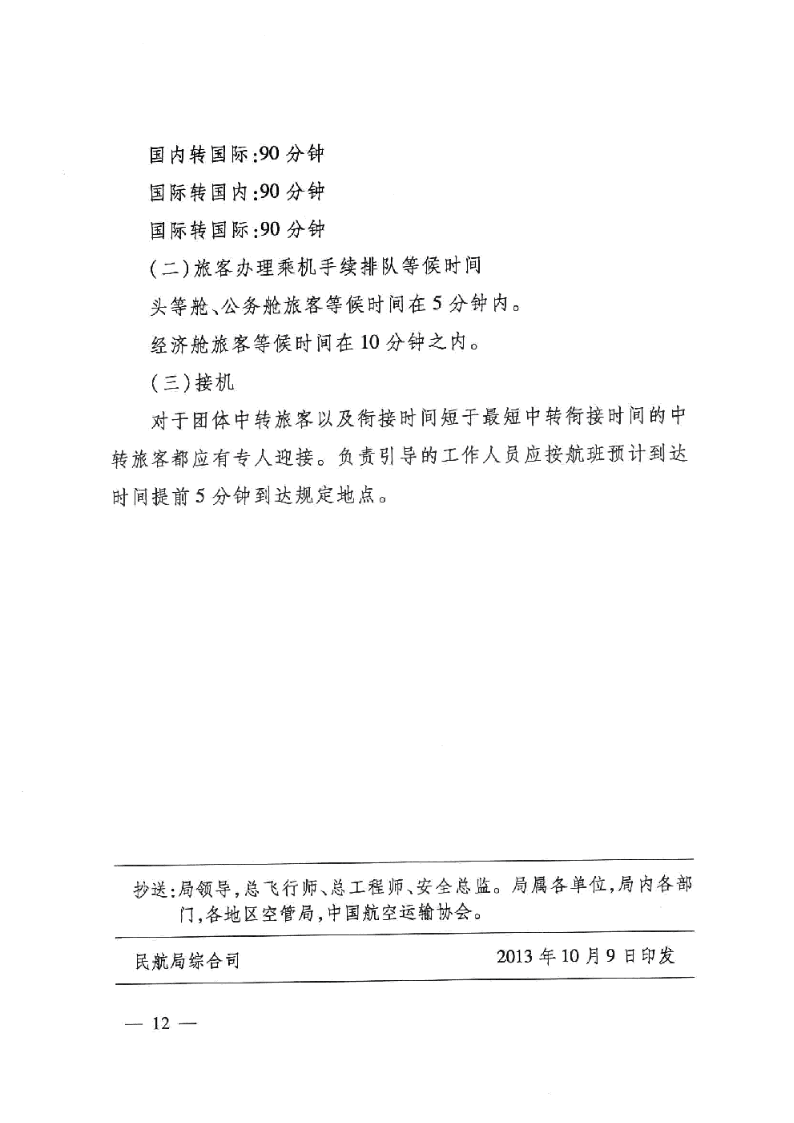 国内转国际:90 分钟
国际转国内:90 分钟
国际转国际:90 分钟
(二)旅客办理乘机手续排队等候时间
头等舱、公务舱旅客等候时间在 5 分钟内。
经济舱旅客等候时间在 10 分钟之内。
(三)接机
对于团体中转旅客以及衔接时间短于最短中转衔接时间的中
转旅客都应有专人迎接。负责引导的工作人员应按航班预计到达
时间提前 5 分钟到达规定地点。
抄送:局领导,总飞行师、总工程师、安全总监。局属各单位,局内各部
门,各地区空管局,中国航空运输协会。
民航局综合司 2013 年 10 月 9 日印发
— 12 —